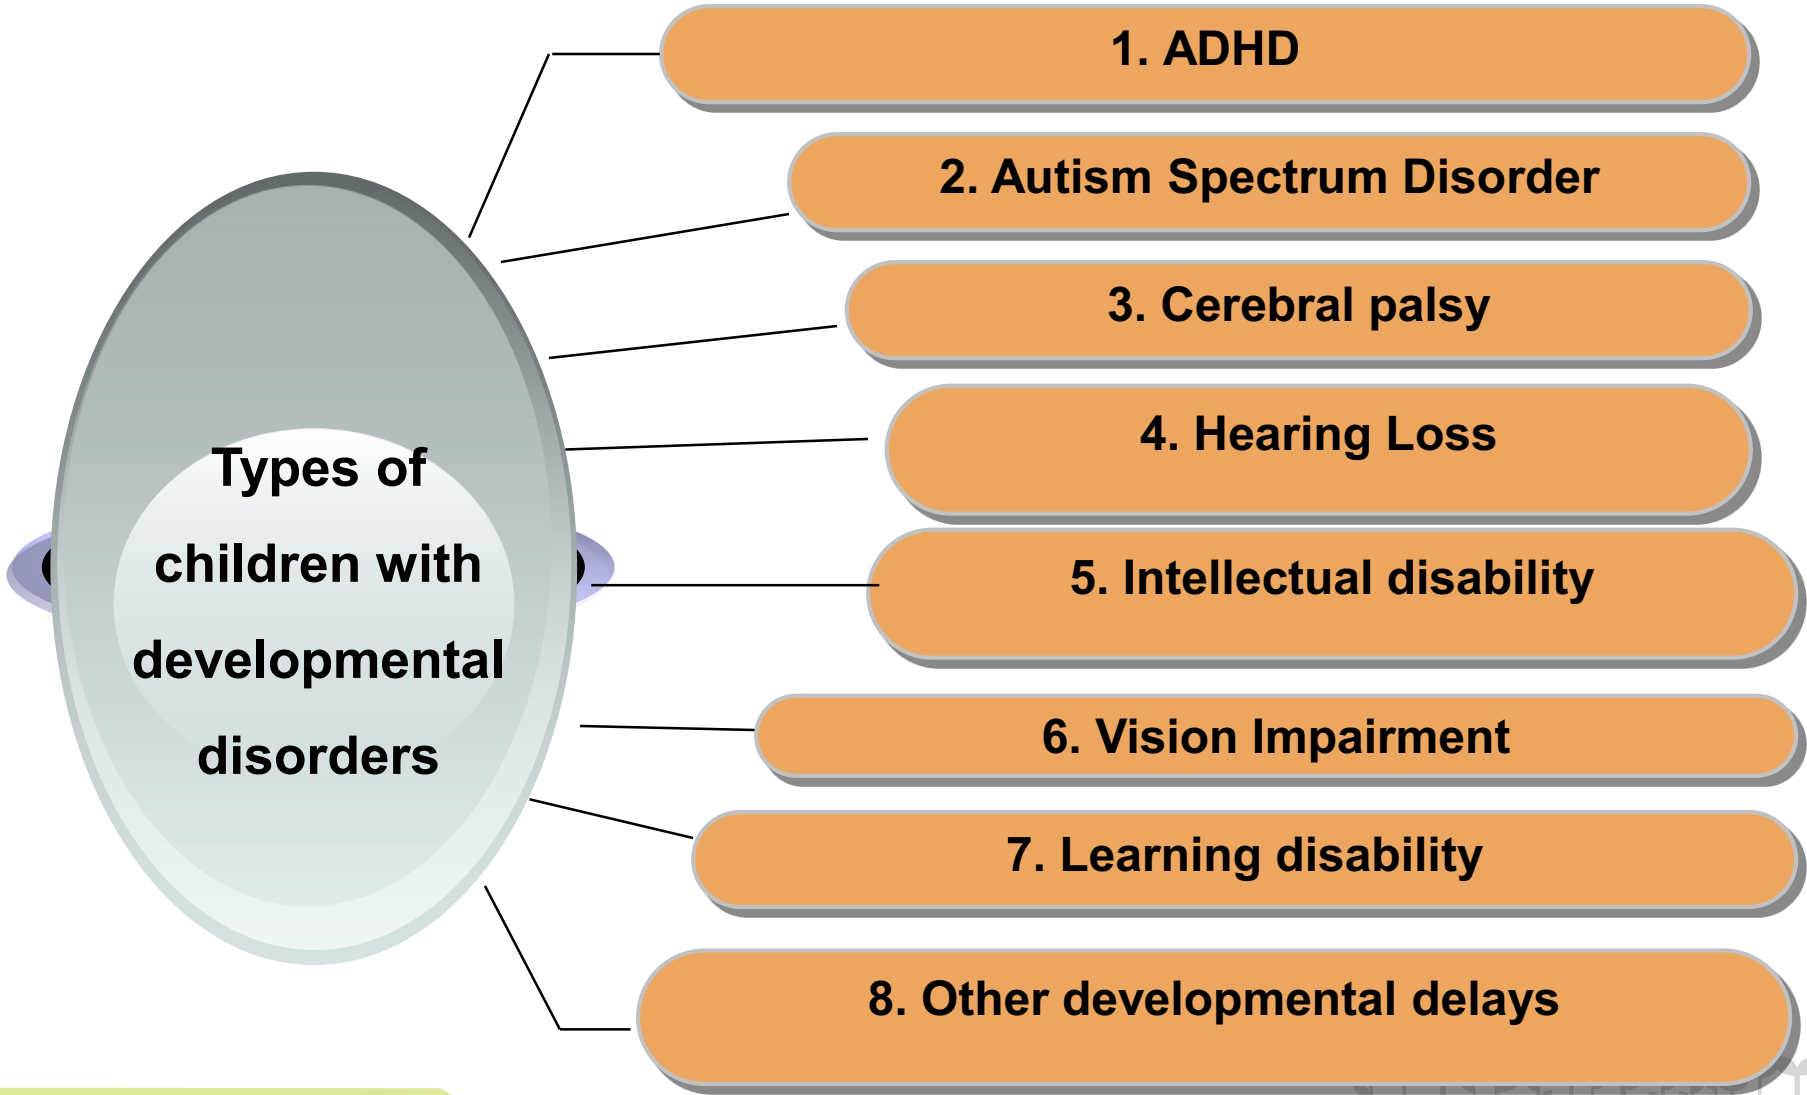 Types of
children with
developmental
disorders
1. ADHD
2. Autism Spectrum Disorder
3. Cerebral palsy
4. Hearing Loss
5. Intellectual disability
6. Vision Impairment
7. Learning disability
8. Other developmental delays